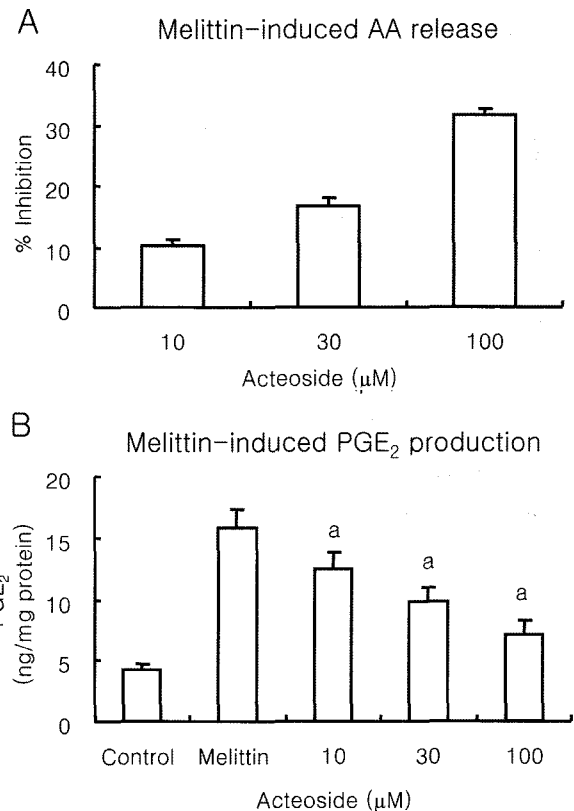 A
Melittin-induced AA release
% Inhibition
40
30
20
10
0
10 30 100
Acteoside (μM)
B
Melittin-induced PGE₂ production
(ng/mg protein)
20
15
10
5
0
a a a
Control Melittin 10 30 100
Acteoside (μM)